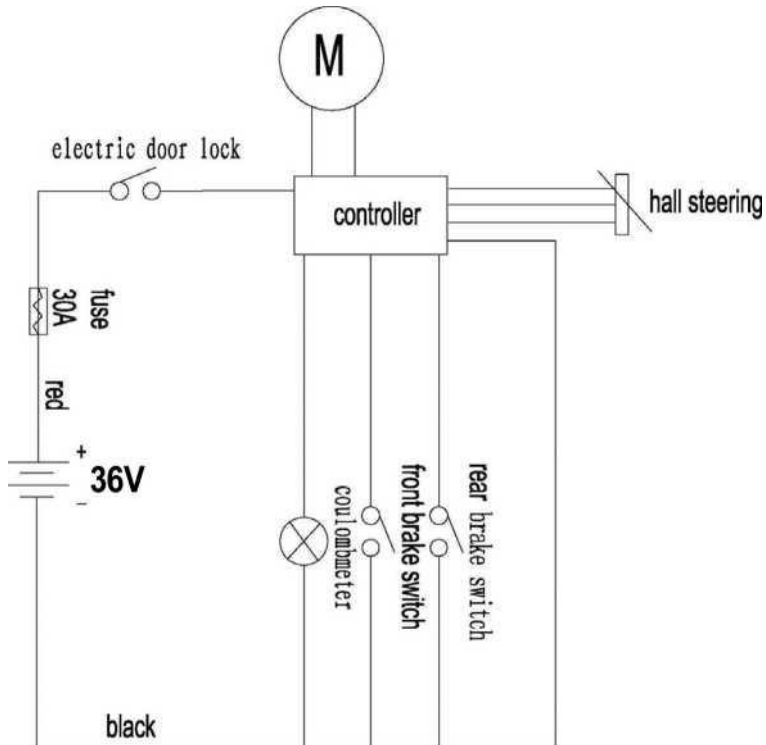 M
electric door lock
controller
hall steering
fuse
30A
red
+
36V
-
coulombmeter
front brake switch
rear brake switch
black